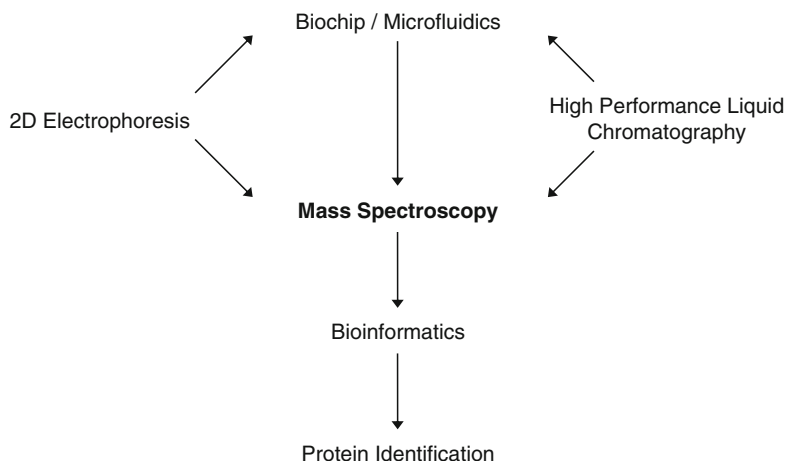 Biochip / Microfluidics
2D Electrophoresis
High Performance Liquid
Chromatography
Mass Spectroscopy
Bioinformatics
Protein Identification